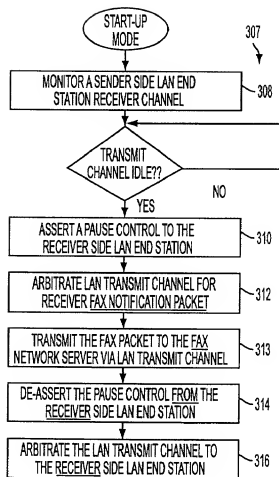 START-UP
MODE
307
MONITOR A SENDER SIDE LAN END
STATION RECEIVER CHANNEL
308
TRANSMIT
CHANNEL IDLE??
NO
YES
ASSERT A PAUSE CONTROL TO THE
RECEIVER SIDE LAN END STATION
310
ARBITRATE LAN TRANSMIT CHANNEL FOR
RECEIVER FAX NOTIFICATION PACKET
312
TRANSMIT THE FAX PACKET TO THE FAX
NETWORK SERVER VIA LAN TRANSMIT CHANNEL
313
DE-ASSERT THE PAUSE CONTROL FROM THE
RECEIVER SIDE LAN END STATION
314
ARBITRATE THE LAN TRANSMIT CHANNEL TO
THE RECEIVER SIDE LAN END STATION
316